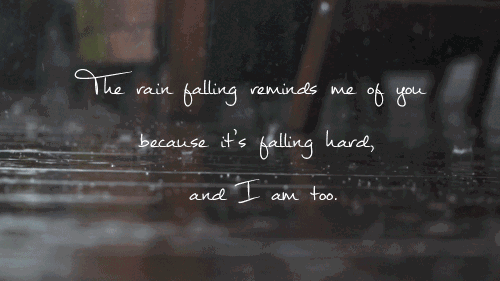 The rain falling reminds me of you
because it's falling hard,
and I am too.